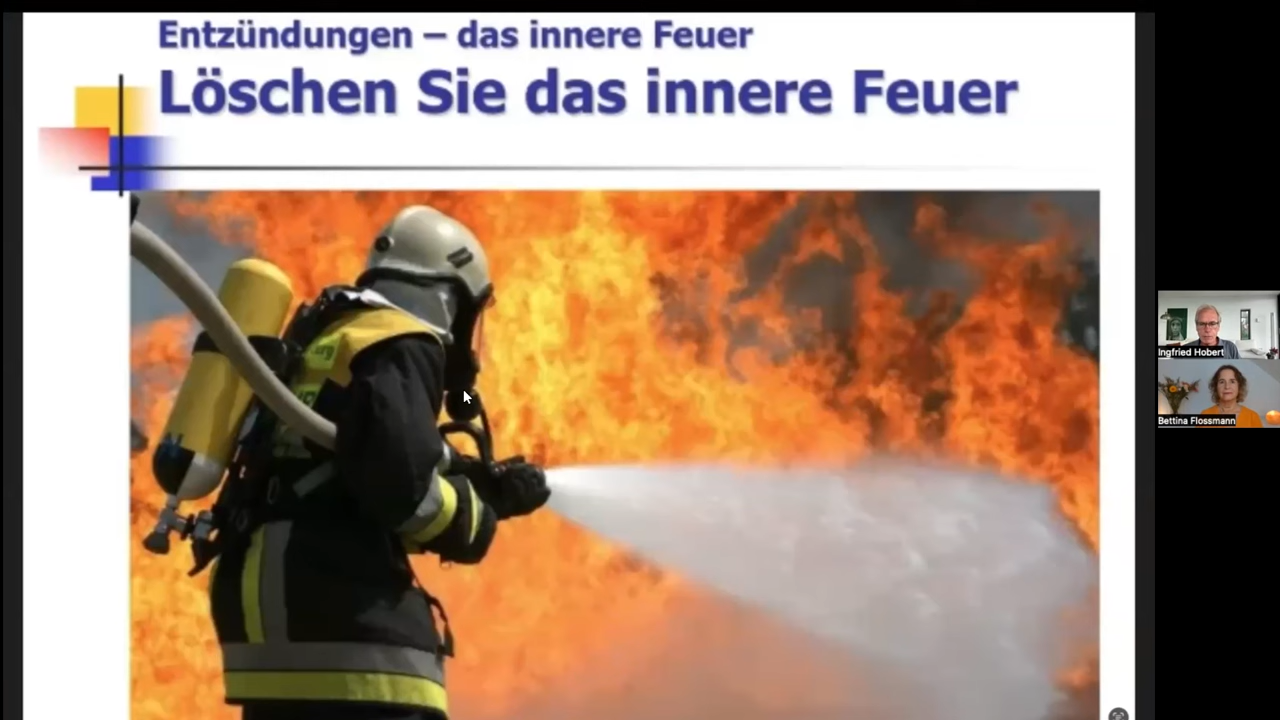 Entzündungen – das innere Feuer
Löschen Sie das innere Feuer
Ingfried Hobert
Bettina Flossmann